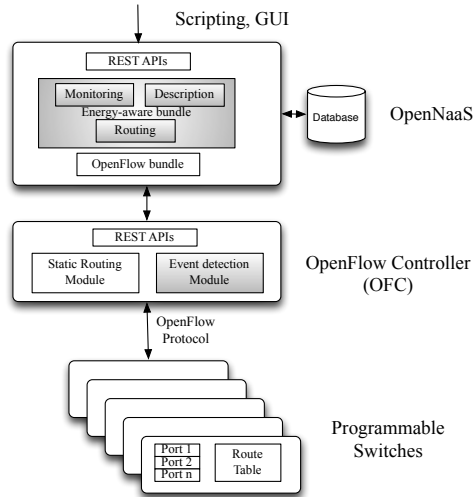 Scripting, GUI
REST APIs
Monitoring
Description
Energy-aware bundle
Routing
OpenFlow bundle
Database
OpenNaaS
REST APIs
Static Routing
Module
Event detection
Module
OpenFlow Controller
(OFC)
OpenFlow
Protocol
Programmable
Switches
Port 1
Port 2
Port n
Route
Table